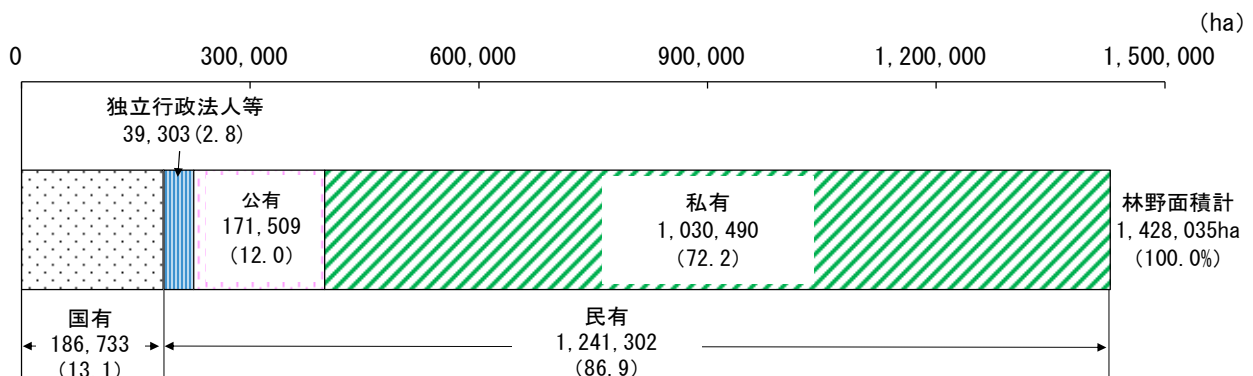 (ha)
0 300,000 600,000 900,000 1,200,000 1,500,000
独立行政法人等
39,303(2.8)
公有
171,509
(12.0)
私有
1,030,490
(72.2)
林野面積計
1,428,035ha
(100.0%)
国有
186,733
(13.1)
民有
1,241,302
(86.9)